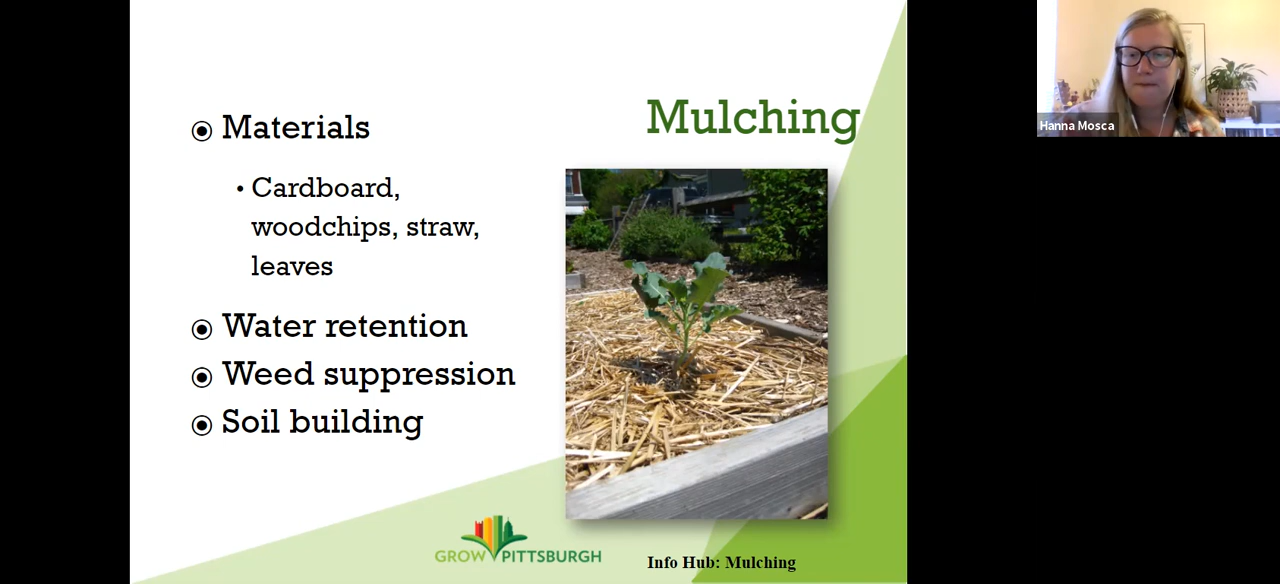 Mulching
Materials
Cardboard,
woodchips, straw,
leaves
Water retention
Weed suppression
Soil building
GROW PITTSBURGH
Info Hub: Mulching
Hanna Mosca